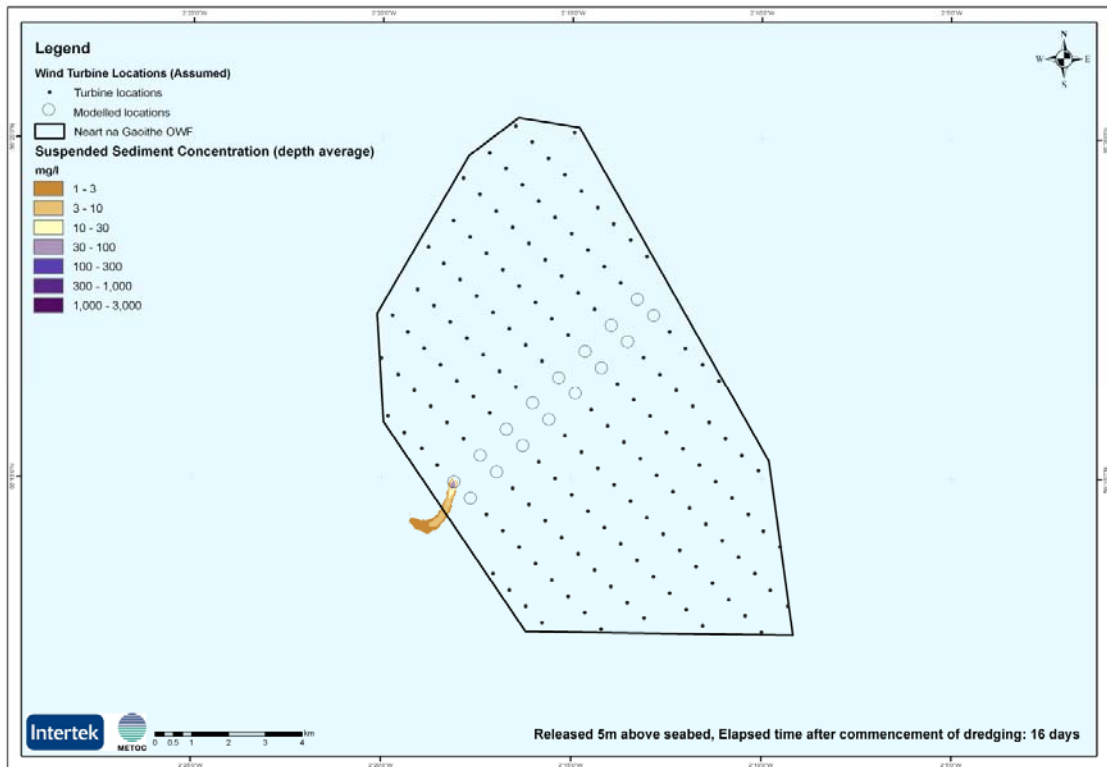 Legend
Wind Turbine Locations (Assumed)
Turbine locations
Modelled locations
Neart na Gaoithe OWF
Suspended Sediment Concentration (depth average)
mg/l
1 - 3
3 - 10
10 - 30
30 - 100
100 - 300
300 - 1,000
1,000 - 3,000
N
W E
S
Intertek
METOC
0 0.5 1 2 3 4 km
Released 5m above seabed, Elapsed time after commencement of dredging: 16 days